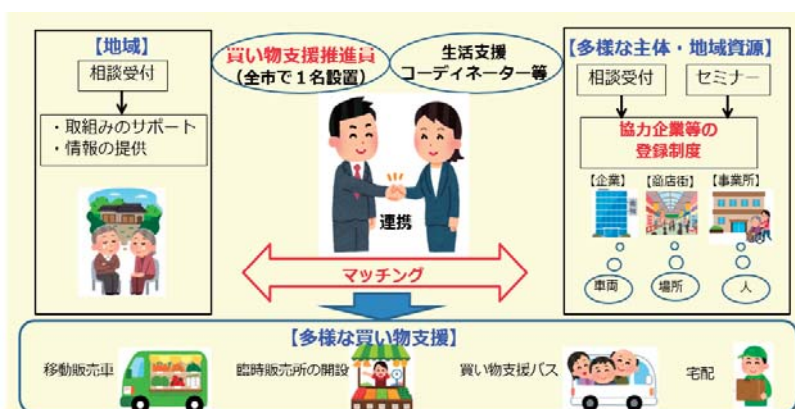 【地域】
相談受付
・取組みのサポート
・情報の提供
買い物支援推進員
(全市で1名設置)
生活支援
コーディネーター等
連携
マッチング
【多様な主体・地域資源】
相談受付
セミナー
協力企業等の
登録制度
【企業】
【商店街】
【事業所】
車両
場所
人
【多様な買い物支援】
移動販売車
臨時販売所の開設
買い物支援バス
宅配